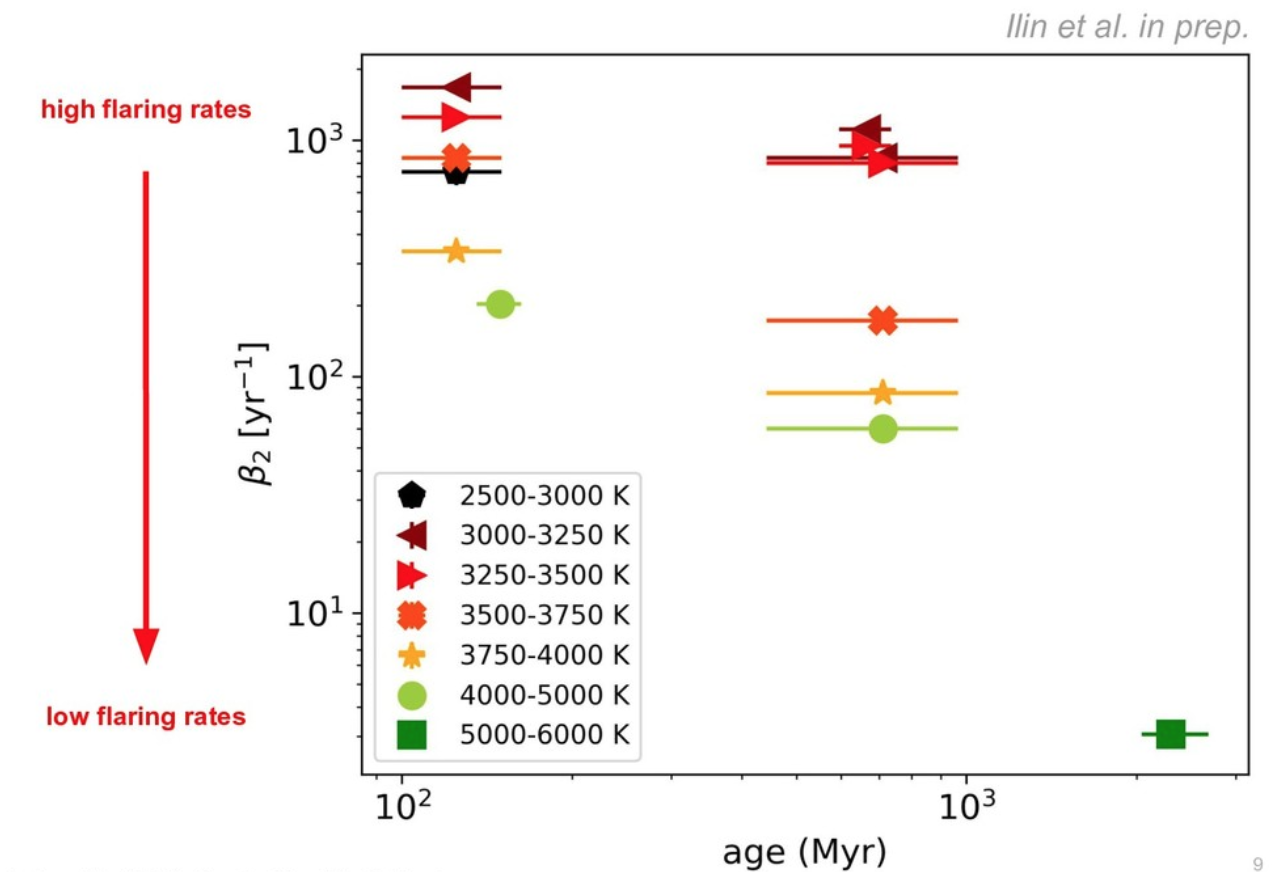 Ilin et al. in prep.
high flaring rates
low flaring rates
β₂ [yr⁻¹]
10³
10²
10¹
2500-3000 K
3000-3250 K
3250-3500 K
3500-3750 K
3750-4000 K
4000-5000 K
5000-6000 K
10²
10³
age (Myr)
9